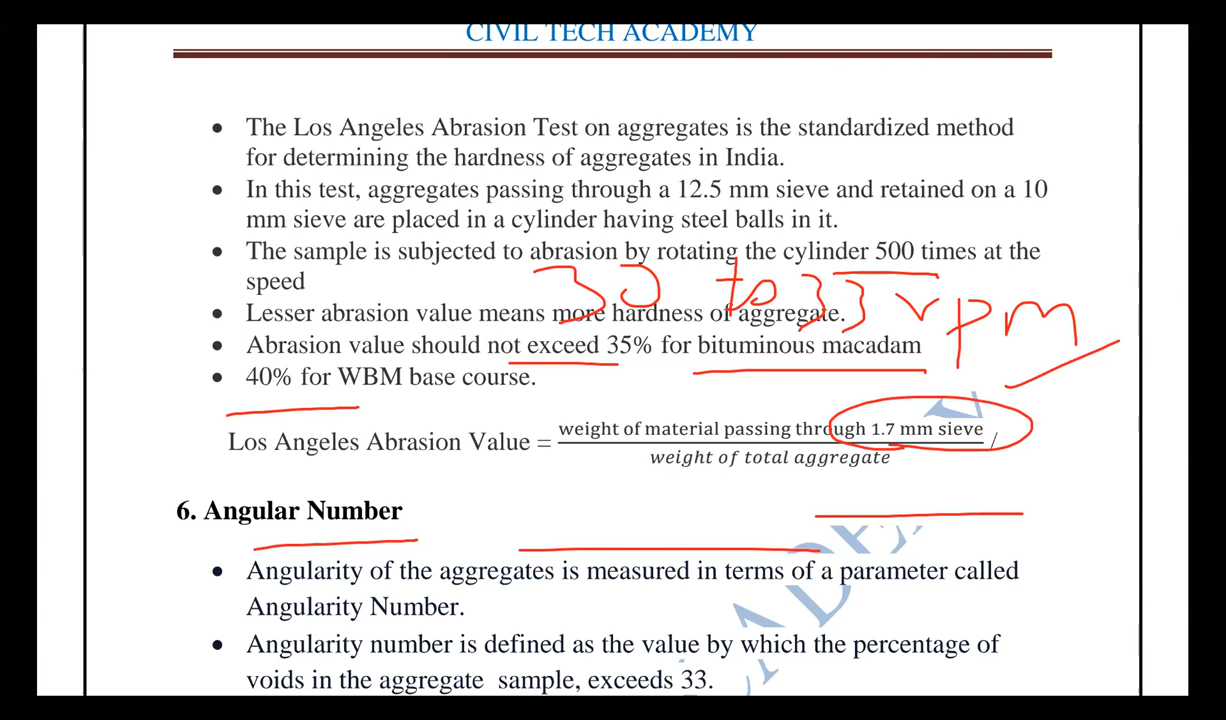 CIVIL TECH ACADEMY
• The Los Angeles Abrasion Test on aggregates is the standardized method
for determining the hardness of aggregates in India.
• In this test, aggregates passing through a 12.5 mm sieve and retained on a 10
mm sieve are placed in a cylinder having steel balls in it.
• The sample is subjected to abrasion by rotating the cylinder 500 times at the
speed
30 to 33 rpm
• Lesser abrasion value means more hardness of aggregate.
• Abrasion value should not exceed 35% for bituminous macadam
• 40% for WBM base course.
Los Angeles Abrasion Value = weight of material passing through 1.7 mm sieve /
weight of total aggregate
6. Angular Number
• Angularity of the aggregates is measured in terms of a parameter called
Angularity Number.
• Angularity number is defined as the value by which the percentage of
voids in the aggregate sample, exceeds 33.